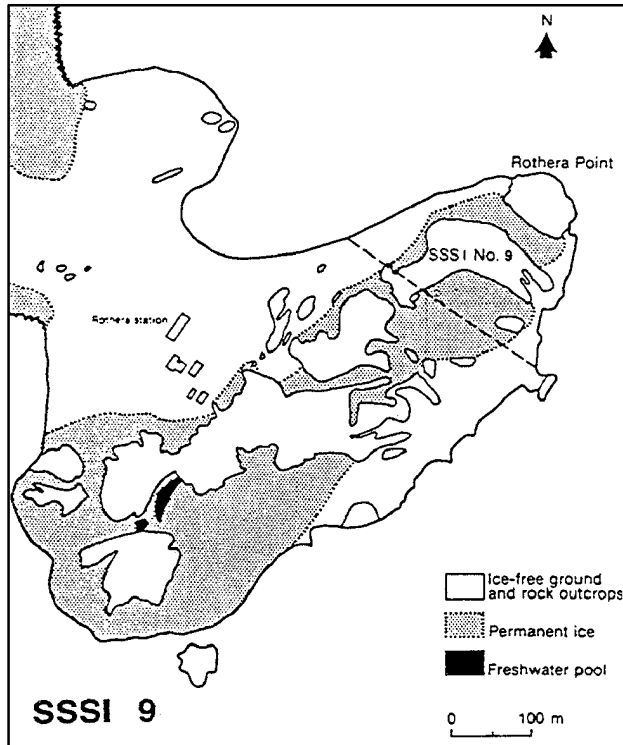 N
Rothera Point
SSSI No. 9
Rothera station
Ice-free ground
and rock outcrops
Permanent ice
Freshwater pool
SSSI 9
0 100 m